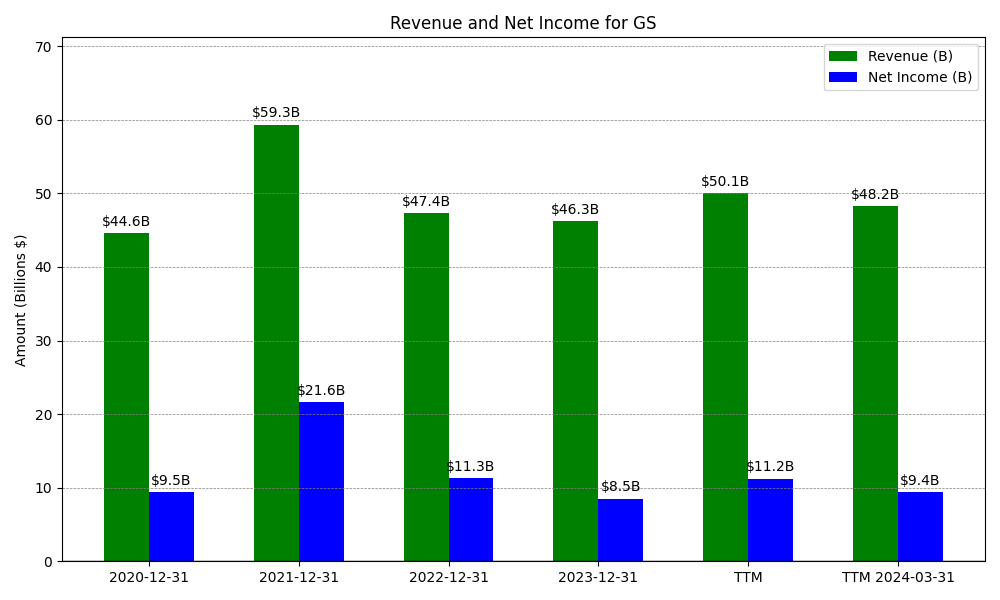 Revenue and Net Income for GS
Amount (Billions $)
70
60
50
40
30
20
10
0
Revenue (B)
Net Income (B)
$44.6B
$9.5B
$59.3B
$21.6B
$47.4B
$11.3B
$46.3B
$8.5B
$50.1B
$11.2B
$48.2B
$9.4B
2020-12-31
2021-12-31
2022-12-31
2023-12-31
TTM
TTM 2024-03-31